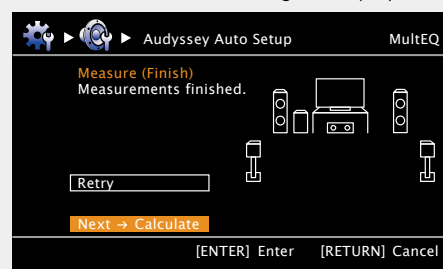 Audyssey Auto Setup MultEQ
Measure (Finish)
Measurements finished.
Retry
Next → Calculate
[ENTER] Enter [RETURN] Cancel